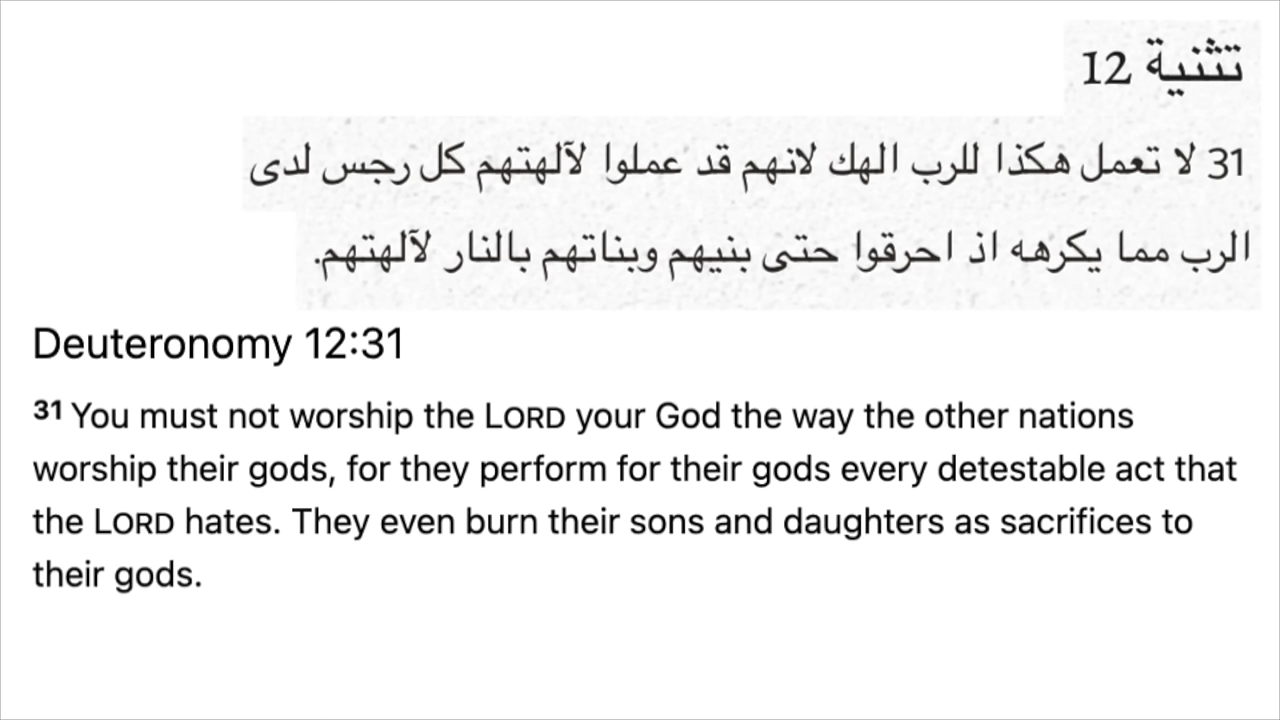 تثنية 12
31 لا تعمل هكذا للرب الهك لانهم قد عملوا لآلهتهم كل رجس لدى
الرب مما يكرهه اذ احرقوا حتى بنيهم وبناتهم بالنار لآلهتهم.
Deuteronomy 12:31
31 You must not worship the LORD your God the way the other nations
worship their gods, for they perform for their gods every detestable act that
the LORD hates. They even burn their sons and daughters as sacrifices to
their gods.